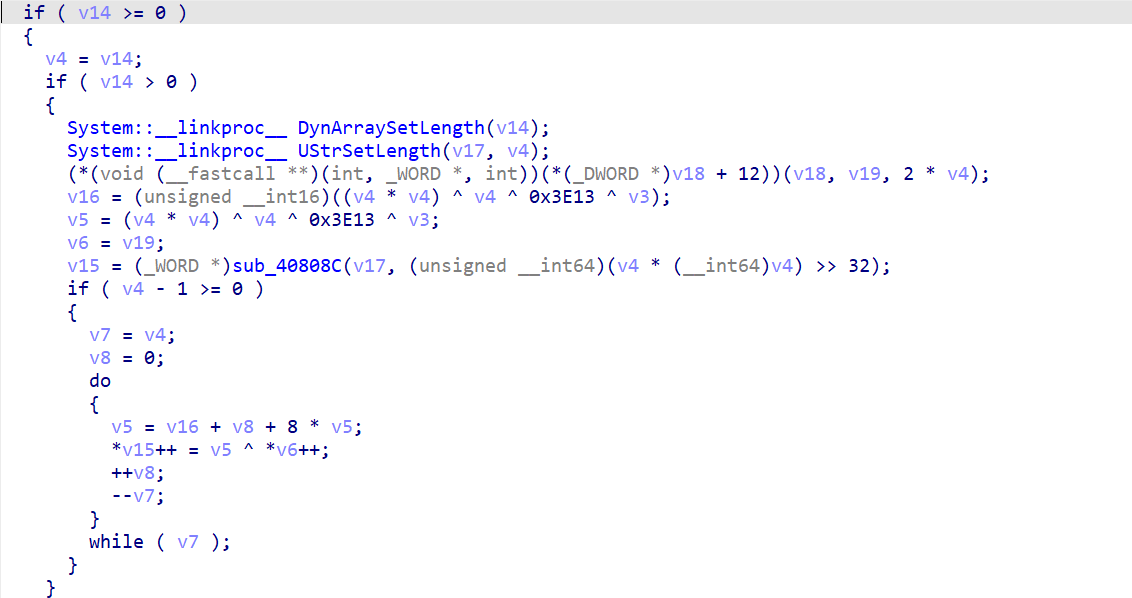 if ( v14 >= 0 )
{
v4 = v14;
if ( v14 > 0 )
{
System::__linkproc__ DynArraySetLength(v14);
System::__linkproc__ UStrSetLength(v17, v4);
(*(void (__fastcall **)(int, _WORD *, int))(*(_DWORD *)v18 + 12))(v18, v19, 2 * v4);
v16 = (unsigned __int16)((v4 * v4) ^ v4 ^ 0x3E13 ^ v3);
v5 = (v4 * v4) ^ v4 ^ 0x3E13 ^ v3;
v6 = v19;
v15 = (_WORD *)sub_40808C(v17, (unsigned __int64)(v4 * (__int64)v4) >> 32);
if ( v4 - 1 >= 0 )
{
v7 = v4;
v8 = 0;
do
{
v5 = v16 + v8 + 8 * v5;
*v15++ = v5 ^ *v6++;
++v8;
--v7;
}
while ( v7 );
}
}